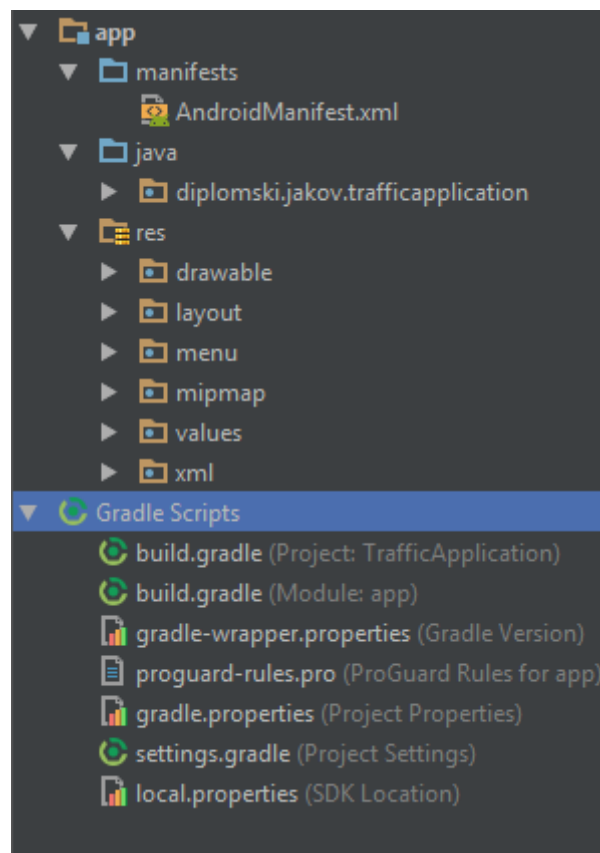 app
manifests
AndroidManifest.xml
java
diplomski.jakov.trafficapplication
res
drawable
layout
menu
mipmap
values
xml
Gradle Scripts
build.gradle (Project: TrafficApplication)
build.gradle (Module: app)
gradle-wrapper.properties (Gradle Version)
proguard-rules.pro (ProGuard Rules for app)
gradle.properties (Project Properties)
settings.gradle (Project Settings)
local.properties (SDK Location)